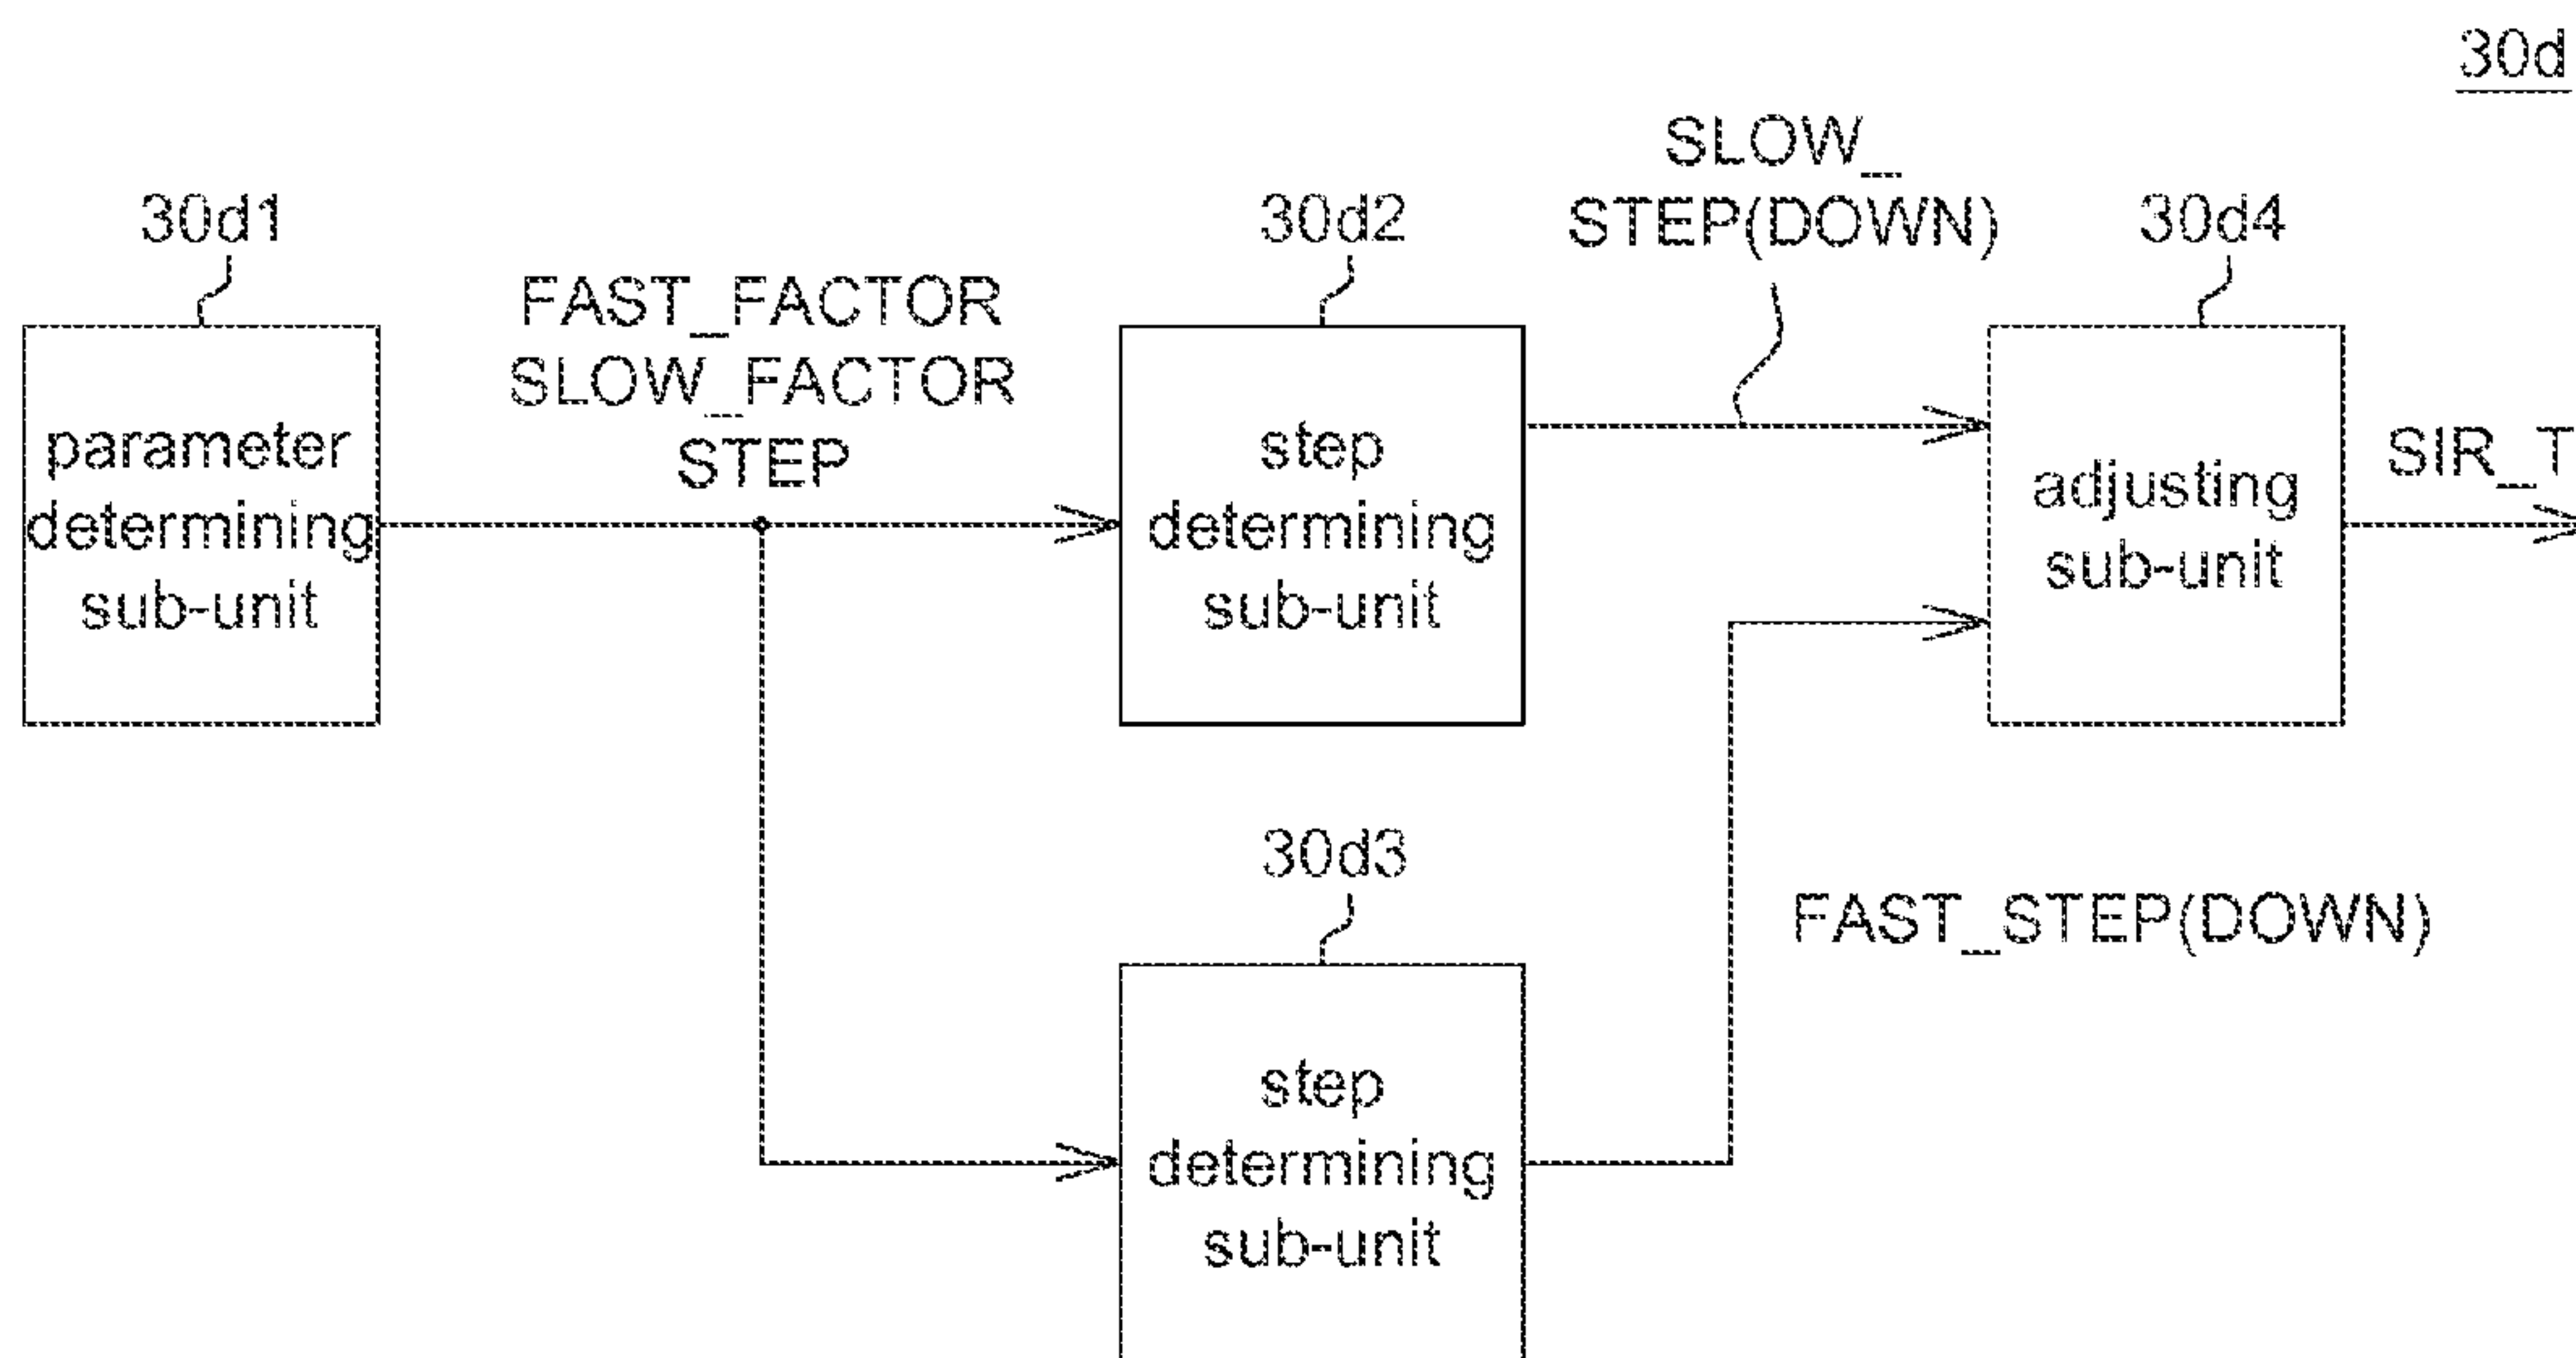 30d
30d1
FAST_FACTOR
SLOW_FACTOR
STEP
30d2
SLOW_
STEP(DOWN)
30d4
parameter
determining
sub-unit
step
determining
sub-unit
adjusting
sub-unit
SIR_T
30d3
FAST_STEP(DOWN)
step
determining
sub-unit